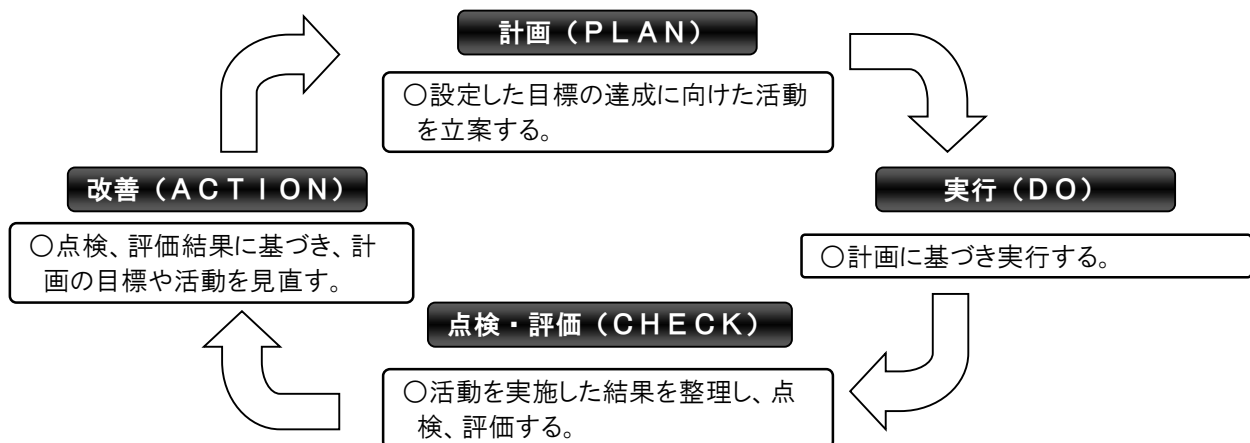 計画（ＰＬＡＮ）
○設定した目標の達成に向けた活動
を立案する。
改善（ＡＣＴＩＯＮ）
実行（ＤＯ）
○点検、評価結果に基づき、計
画の目標や活動を見直す。
○計画に基づき実行する。
点検・評価（ＣＨＥＣＫ）
○活動を実施した結果を整理し、点
検、評価する。